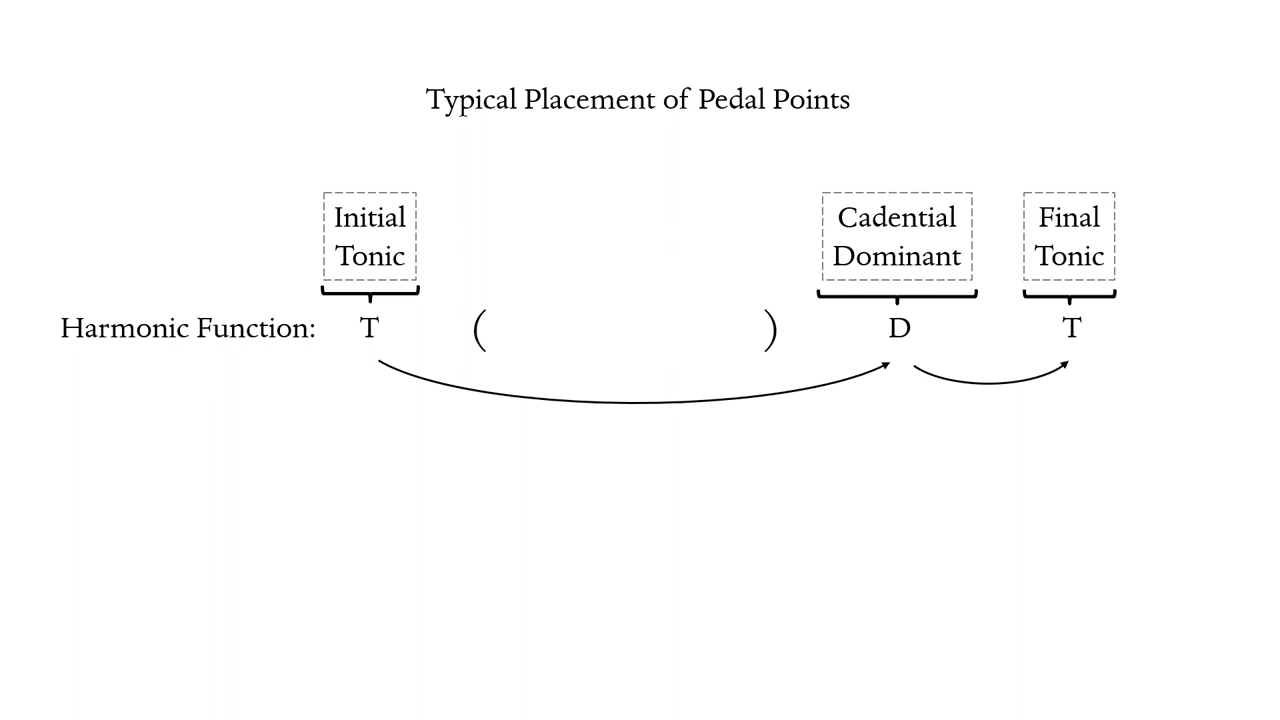 Typical Placement of Pedal Points
Initial
Tonic
Cadential
Dominant
Final
Tonic
Harmonic Function: T ( ) D T